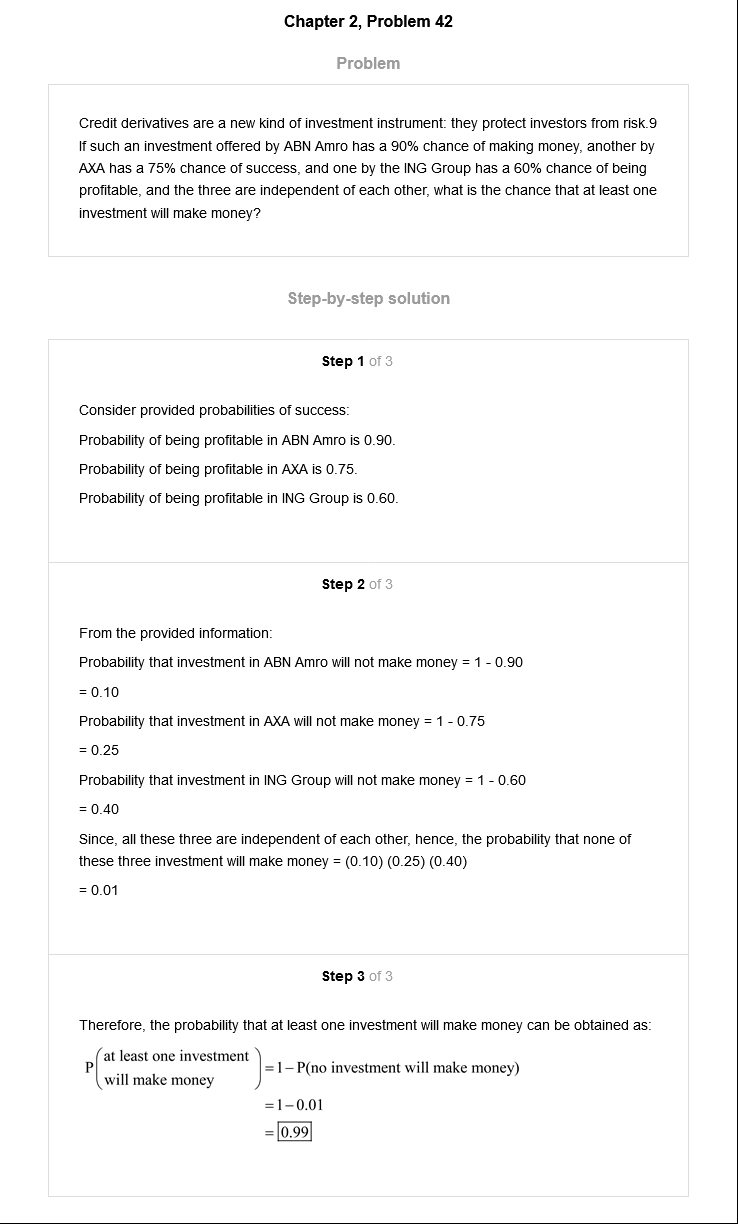 Chapter 2, Problem 42
Problem
Credit derivatives are a new kind of investment instrument: they protect investors from risk.9
If such an investment offered by ABN Amro has a 90% chance of making money, another by
AXA has a 75% chance of success, and one by the ING Group has a 60% chance of being
profitable, and the three are independent of each other, what is the chance that at least one
investment will make money?
Step-by-step solution
Step 1 of 3
Consider provided probabilities of success:
Probability of being profitable in ABN Amro is 0.90.
Probability of being profitable in AXA is 0.75.
Probability of being profitable in ING Group is 0.60.
Step 2 of 3
From the provided information:
Probability that investment in ABN Amro will not make money = 1 - 0.90
= 0.10
Probability that investment in AXA will not make money = 1 - 0.75
= 0.25
Probability that investment in ING Group will not make money = 1 - 0.60
= 0.40
Since, all these three are independent of each other, hence, the probability that none of
these three investment will make money = (0.10) (0.25) (0.40)
= 0.01
Step 3 of 3
Therefore, the probability that at least one investment will make money can be obtained as:
P(at least one investment
will make money) = 1 – P(no investment will make money)
= 1 – 0.01
= 0.99